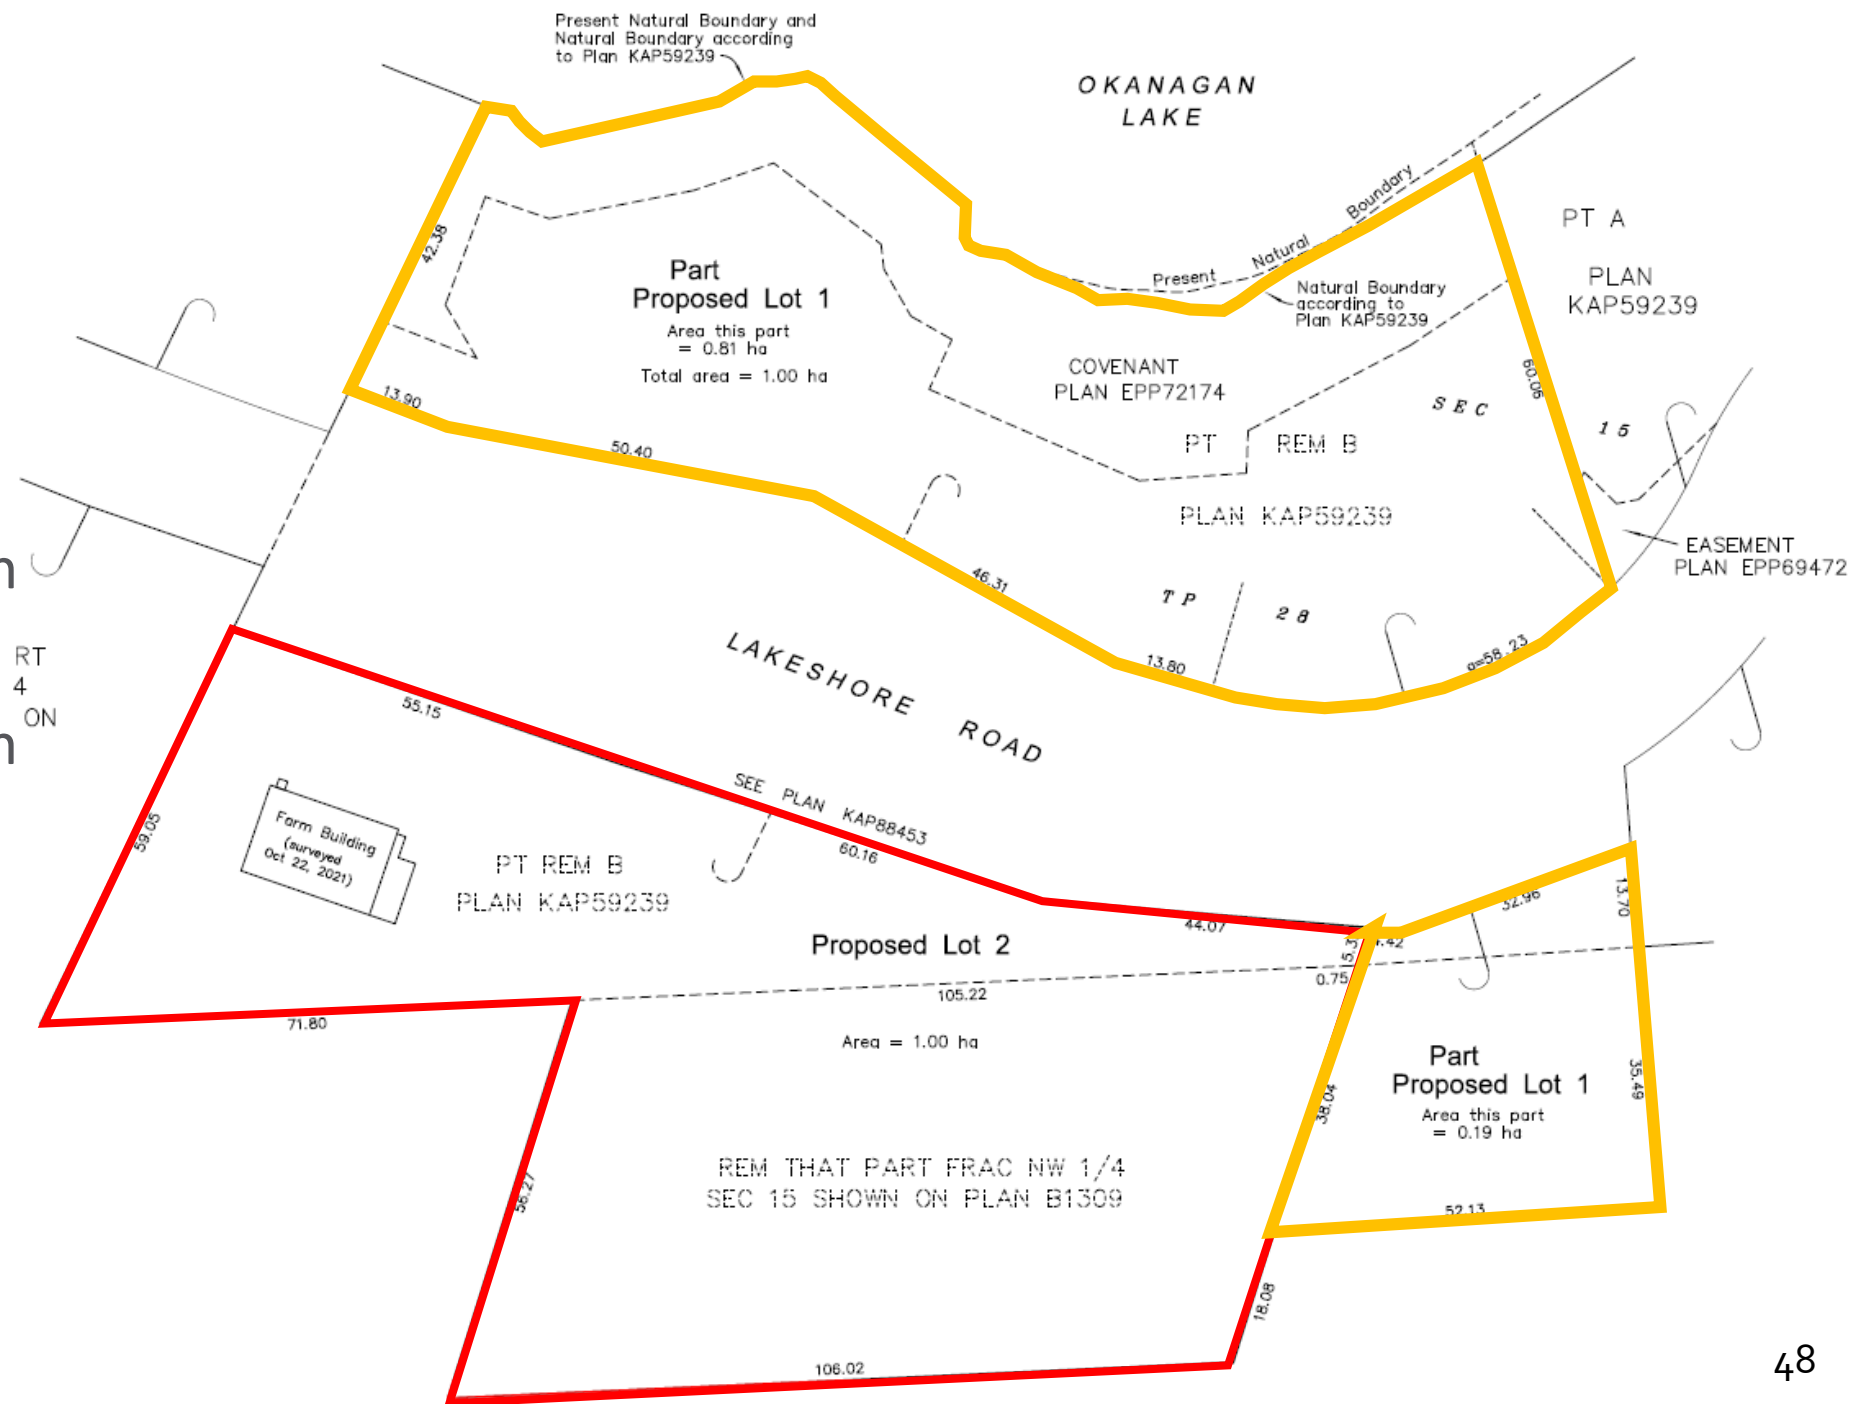 Present Natural Boundary and
Natural Boundary according
to Plan KAP59239
OKANAGAN
LAKE
Present Natural Boundary
Natural Boundary
according to
Plan KAP59239
PT A
PLAN
KAP59239
42.38
Part
Proposed Lot 1
Area this part
= 0.81 ha
Total area = 1.00 ha
COVENANT
PLAN EPP72174
60.06
SEC
15
13.90
50.40
PT REM B
PLAN KAP59239
EASEMENT
PLAN EPP69472
46.31
TP 28
13.80
a=58.23
n
RT
4
ON
n
LAKESHORE ROAD
55.15
SEE PLAN KAP88453
60.16
59.05
Farm Building
(surveyed
Oct 22, 2021)
PT REM B
PLAN KAP59239
Proposed Lot 2
44.07
32.96
13.70
0.75
105.22
71.80
Area = 1.00 ha
Part
Proposed Lot 1
Area this part
= 0.19 ha
38.04
35.49
REM THAT PART FRAC NW 1/4
SEC 15 SHOWN ON PLAN B1309
52.13
18.08
106.02
48